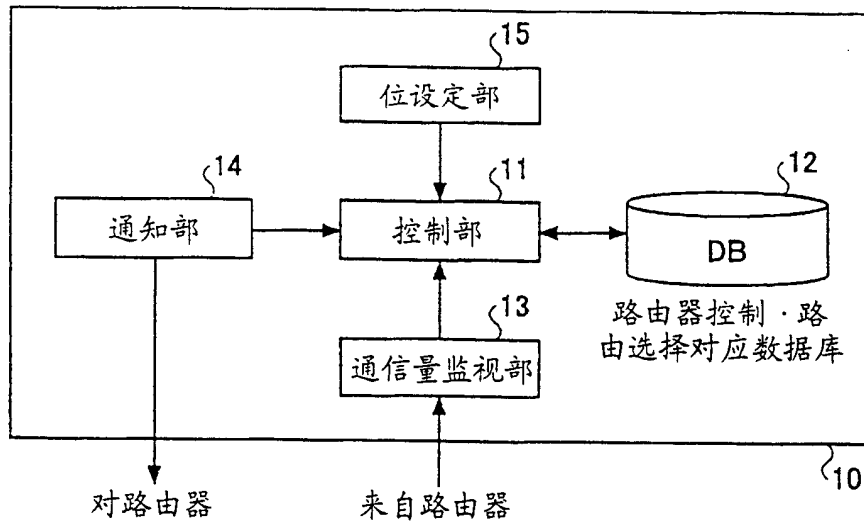 15
位设定部
14
通知部
11
控制部
12
DB
路由器控制·路
由选择对应数据库
13
通信量监视部
10
对路由器
来自路由器